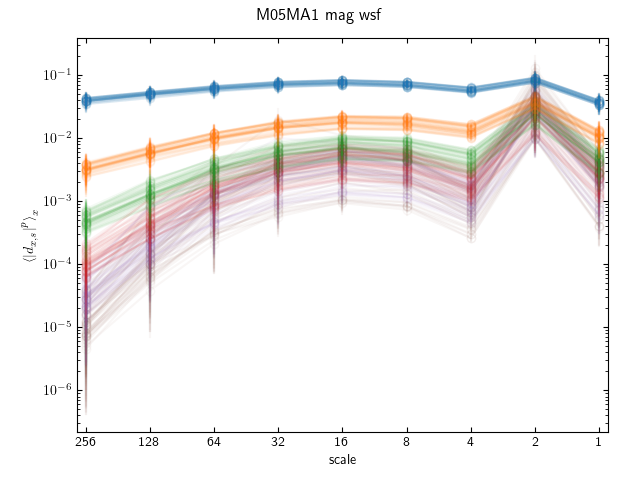 M05MA1 mag wsf
⟨|d_{x,s}|^p⟩_x
10^{-1}
10^{-2}
10^{-3}
10^{-4}
10^{-5}
10^{-6}
256 128 64 32 16 8 4 2 1
scale